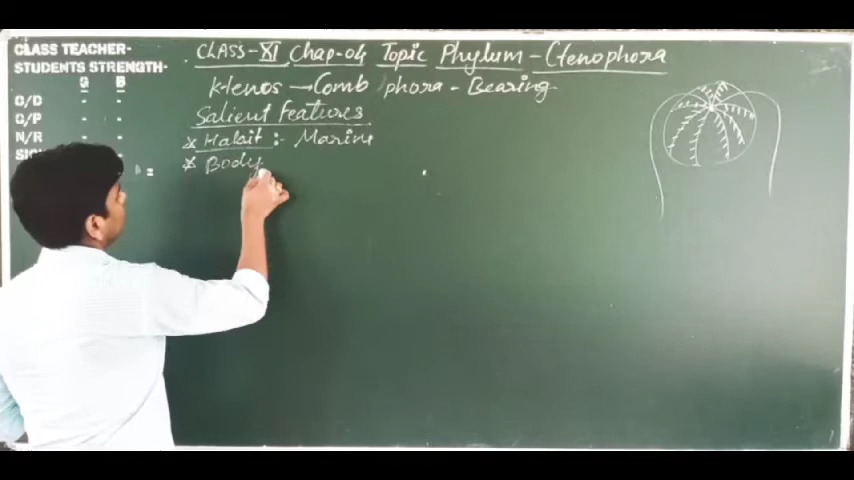 CLASS TEACHER-
STUDENTS STRENGTH-
G B
O/D - -
O/P - -
N/R - -
CLASS-XI Chap-04 Topic Phylum-Ctenophora
Ktenos → Comb phora - Bearing
Salient Features
* Habit :- Marine
* Body